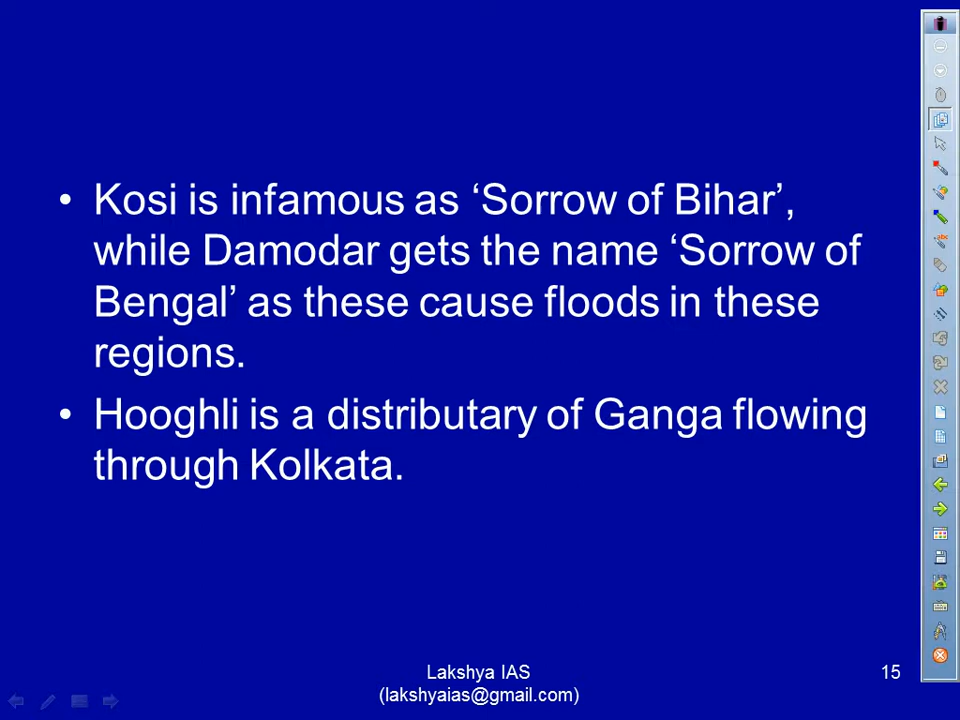 • Kosi is infamous as ‘Sorrow of Bihar’,
while Damodar gets the name ‘Sorrow of
Bengal’ as these cause floods in these
regions.
• Hooghli is a distributary of Ganga flowing
through Kolkata.
Lakshya IAS
(lakshyaias@gmail.com)
15